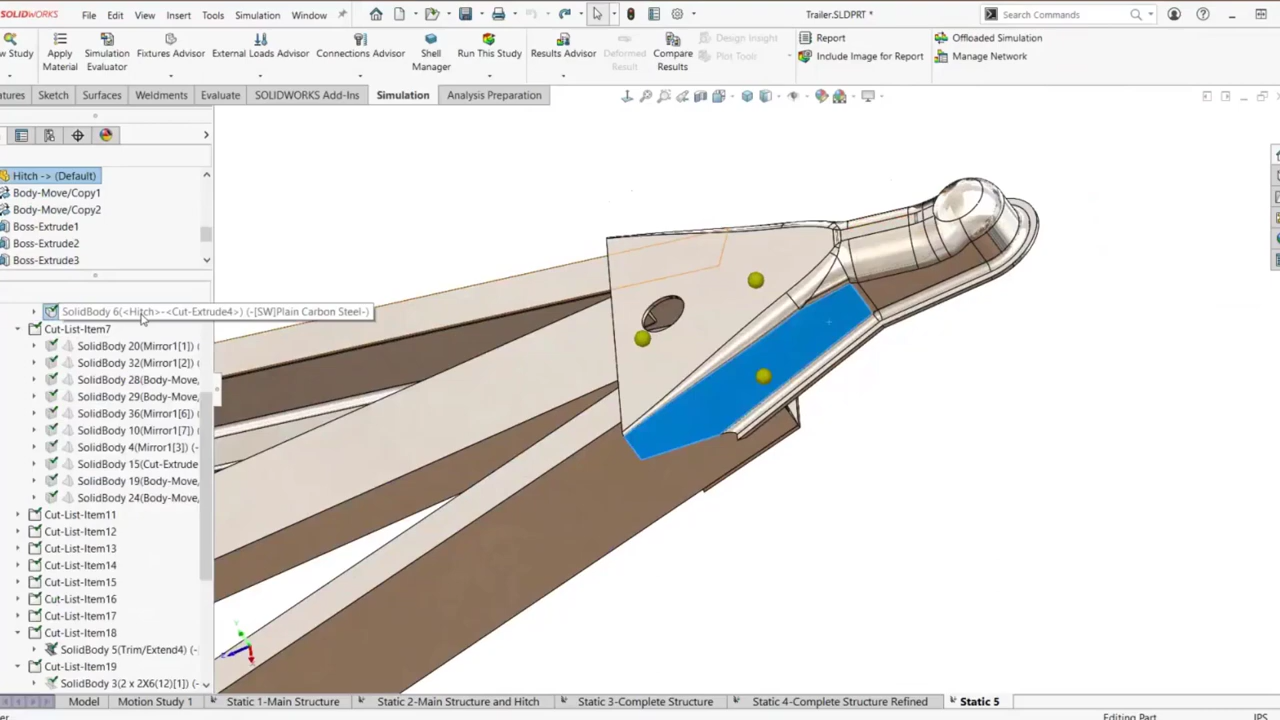 SOLIDWORKS File Edit View Insert Tools Simulation Window Trailer.SLDPRT * Search Commands
w Study Apply Material Simulation Evaluator Fixtures Advisor External Loads Advisor Connections Advisor Shell Manager Run This Study Results Advisor Deformed Result Compare Results Design Insight Plot Tools Report Include Image for Report Offloaded Simulation Manage Network
atures Sketch Surfaces Weldments Evaluate SOLIDWORKS Add-Ins Simulation Analysis Preparation
Hitch -> (Default)
Body-Move/Copy1
Body-Move/Copy2
Boss-Extrude1
Boss-Extrude2
Boss-Extrude3
SolidBody 6(<Hitch>-<Cut-Extrude4>) (-[SW]Plain Carbon Steel-)
Cut-List-Item7
SolidBody 20(Mirror1[1]) (
SolidBody 32(Mirror1[2]) (
SolidBody 28(Body-Move,
SolidBody 29(Body-Move,
SolidBody 36(Mirror1[6]) (
SolidBody 10(Mirror1[7]) (
SolidBody 4(Mirror1[3]) (-
SolidBody 15(Cut-Extrude
SolidBody 19(Body-Move,
SolidBody 24(Body-Move,
Cut-List-Item11
Cut-List-Item12
Cut-List-Item13
Cut-List-Item14
Cut-List-Item15
Cut-List-Item16
Cut-List-Item17
Cut-List-Item18
SolidBody 5(Trim/Extend4) (-
Cut-List-Item19
SolidBody 3(2 x 2X6(12)[1]) (-
Model Motion Study 1 Static 1-Main Structure Static 2-Main Structure and Hitch Static 3-Complete Structure Static 4-Complete Structure Refined Static 5
er. Editing Part IPS